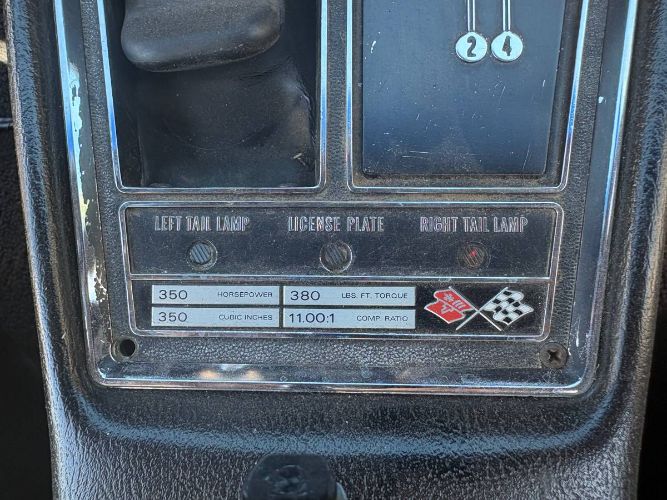 2 4
LEFT TAIL LAMP LICENSE PLATE RIGHT TAIL LAMP
350 HORSEPOWER 380 LBS. FT. TORQUE
350 CUBIC INCHES 11.00:1 COMP. RATIO